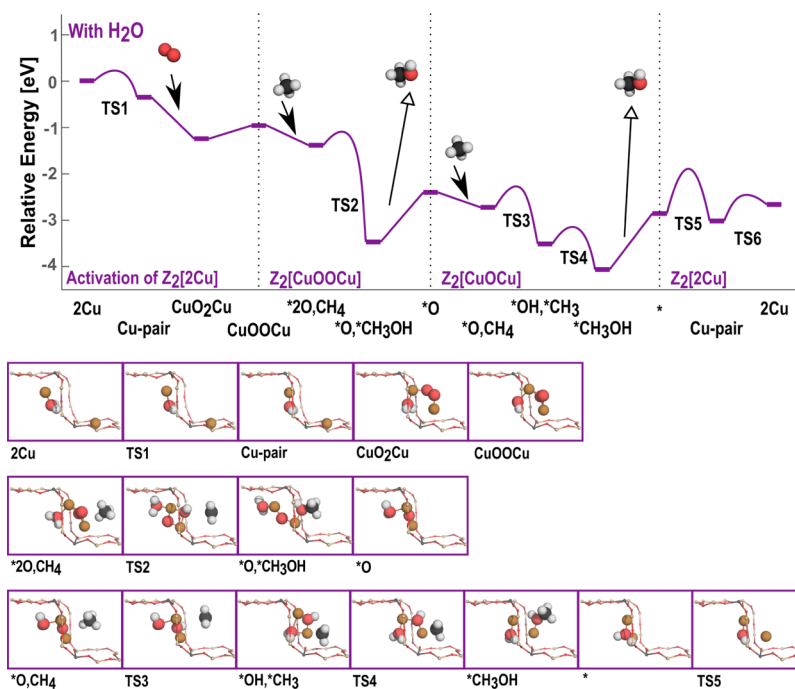 With H₂O
Relative Energy [eV]
0
-1
-2
-3
-4
TS1
TS2
TS3
TS4
TS5
TS6
Activation of Z₂[2Cu]
Z₂[CuOOCu]
Z₂[CuOCu]
Z₂[2Cu]
2Cu
Cu-pair
CuO₂Cu
CuOOCu
*2O,CH₄
*O,*CH₃OH
*O
*O,CH₄
*OH,*CH₃
*CH₃OH
*
Cu-pair
2Cu
2Cu
TS1
Cu-pair
CuO₂Cu
CuOOCu
*2O,CH₄
TS2
*O,*CH₃OH
*O
*O,CH₄
TS3
*OH,*CH₃
TS4
*CH₃OH
*
TS5